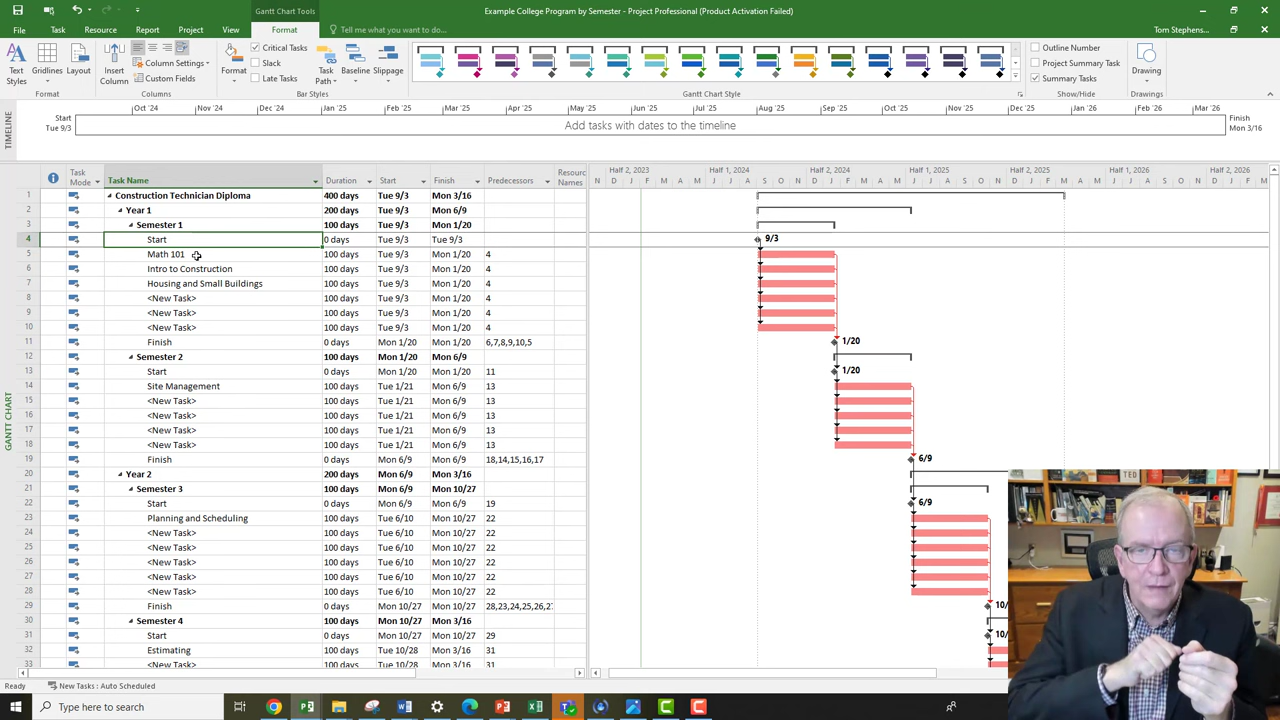 Gantt Chart Tools
Example College Program by Semester - Project Professional (Product Activation Failed)
File Task Resource Report Project View Format Tell me what you want to do... Tom Stephens...
Text Styles
Gridlines
Layout
Format
Insert Column
Column Settings
Custom Fields
Columns
Format
Critical Tasks
Slack
Late Tasks
Task Path
Baseline
Slippage
Bar Styles
Gantt Chart Style
Outline Number
Project Summary Task
Summary Tasks
Show/Hide
Drawing
Drawings
TIMELINE
Oct '24 Nov '24 Dec '24 Jan '25 Feb '25 Mar '25 Apr '25 May '25 Jun '25 Jul '25 Aug '25 Sep '25 Oct '25 Nov '25 Dec '25 Jan '26 Feb '26 Mar '26
Start
Tue 9/3
Add tasks with dates to the timeline
Finish
Mon 3/16
GANTT CHART
Task Mode Task Name Duration Start Finish Predecessors Resource Names
Half 2, 2023 Half 1, 2024 Half 2, 2024 Half 1, 2025 Half 2, 2025 Half 1, 2026 Half 2, 2026
N D J F M A M J J A S O N D J F M A M J J A S O N D J F M
1 Construction Technician Diploma 400 days Tue 9/3 Mon 3/16
2 Year 1 200 days Tue 9/3 Mon 6/9
3 Semester 1 100 days Tue 9/3 Mon 1/20
4 Start 0 days Tue 9/3 Tue 9/3 9/3
5 Math 101 100 days Tue 9/3 Mon 1/20 4
6 Intro to Construction 100 days Tue 9/3 Mon 1/20 4
7 Housing and Small Buildings 100 days Tue 9/3 Mon 1/20 4
8 <New Task> 100 days Tue 9/3 Mon 1/20 4
9 <New Task> 100 days Tue 9/3 Mon 1/20 4
10 <New Task> 100 days Tue 9/3 Mon 1/20 4
11 Finish 0 days Mon 1/20 Mon 1/20 6,7,8,9,10,5 1/20
12 Semester 2 100 days Mon 1/20 Mon 6/9
13 Start 0 days Mon 1/20 Mon 1/20 11 1/20
14 Site Management 100 days Tue 1/21 Mon 6/9 13
15 <New Task> 100 days Tue 1/21 Mon 6/9 13
16 <New Task> 100 days Tue 1/21 Mon 6/9 13
17 <New Task> 100 days Tue 1/21 Mon 6/9 13
18 <New Task> 100 days Tue 1/21 Mon 6/9 13
19 Finish 0 days Mon 6/9 Mon 6/9 18,14,15,16,17 6/9
20 Year 2 200 days Mon 6/9 Mon 3/16
21 Semester 3 100 days Mon 6/9 Mon 10/27
22 Start 0 days Mon 6/9 Mon 6/9 19 6/9
23 Planning and Scheduling 100 days Tue 6/10 Mon 10/27 22
24 <New Task> 100 days Tue 6/10 Mon 10/27 22
25 <New Task> 100 days Tue 6/10 Mon 10/27 22
26 <New Task> 100 days Tue 6/10 Mon 10/27 22
27 <New Task> 100 days Tue 6/10 Mon 10/27 22
28 <New Task> 100 days Tue 6/10 Mon 10/27 22
29 Finish 0 days Mon 10/27 Mon 10/27 28,23,24,25,26,2 10/
30 Semester 4 100 days Mon 10/27 Mon 3/16
31 Start 0 days Mon 10/27 Mon 10/27 29 10/
32 Estimating 100 days Tue 10/28 Mon 3/16 31
33 <New Task> 100 days Tue 10/28 Mon 3/16 31
TED
Ready New Tasks : Auto Scheduled
Type here to search